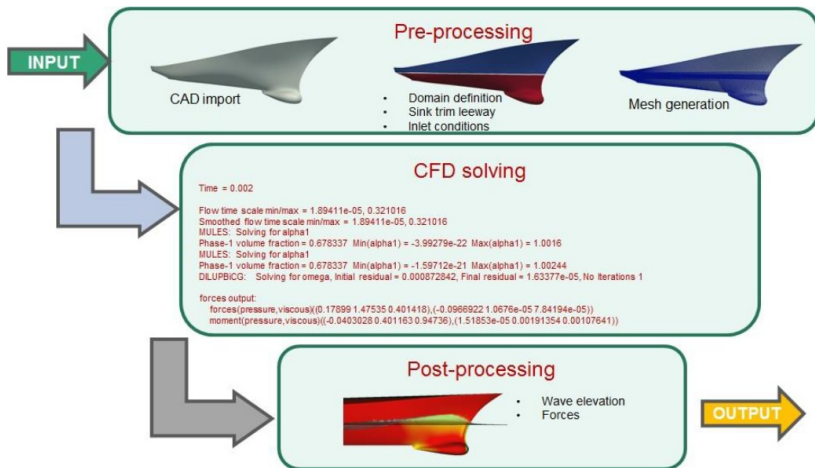 INPUT
Pre-processing
CAD import
• Domain definition
• Sink trim leeway
• Inlet conditions
Mesh generation
CFD solving
Time = 0.002
Flow time scale min/max = 1.89411e-05, 0.321016
Smoothed flow time scale min/max = 1.89411e-05, 0.321016
MULES: Solving for alpha1
Phase-1 volume fraction = 0.678337 Min(alpha1) = -3.99279e-22 Max(alpha1) = 1.0016
MULES: Solving for alpha1
Phase-1 volume fraction = 0.678337 Min(alpha1) = -1.59712e-21 Max(alpha1) = 1.00244
DILUPBiCG: Solving for omega, Initial residual = 0.000872842, Final residual = 1.63377e-05, No Iterations 1
forces output:
forces(pressure,viscous)((0.17899 1.47535 0.401418),(-0.0966922 1.0676e-05 7.84194e-05))
moment(pressure,viscous)((-0.0403028 0.401163 0.94736),(1.51853e-05 0.00191354 0.00107641))
Post-processing
• Wave elevation
• Forces
OUTPUT